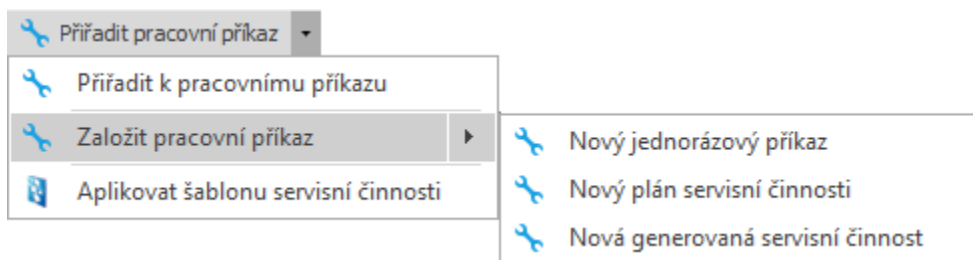 Přiřadit pracovní příkaz
Přiřadit k pracovnímu příkazu
Založit pracovní příkaz
Aplikovat šablonu servisní činnosti
Nový jednorázový příkaz
Nový plán servisní činnosti
Nová generovaná servisní činnost